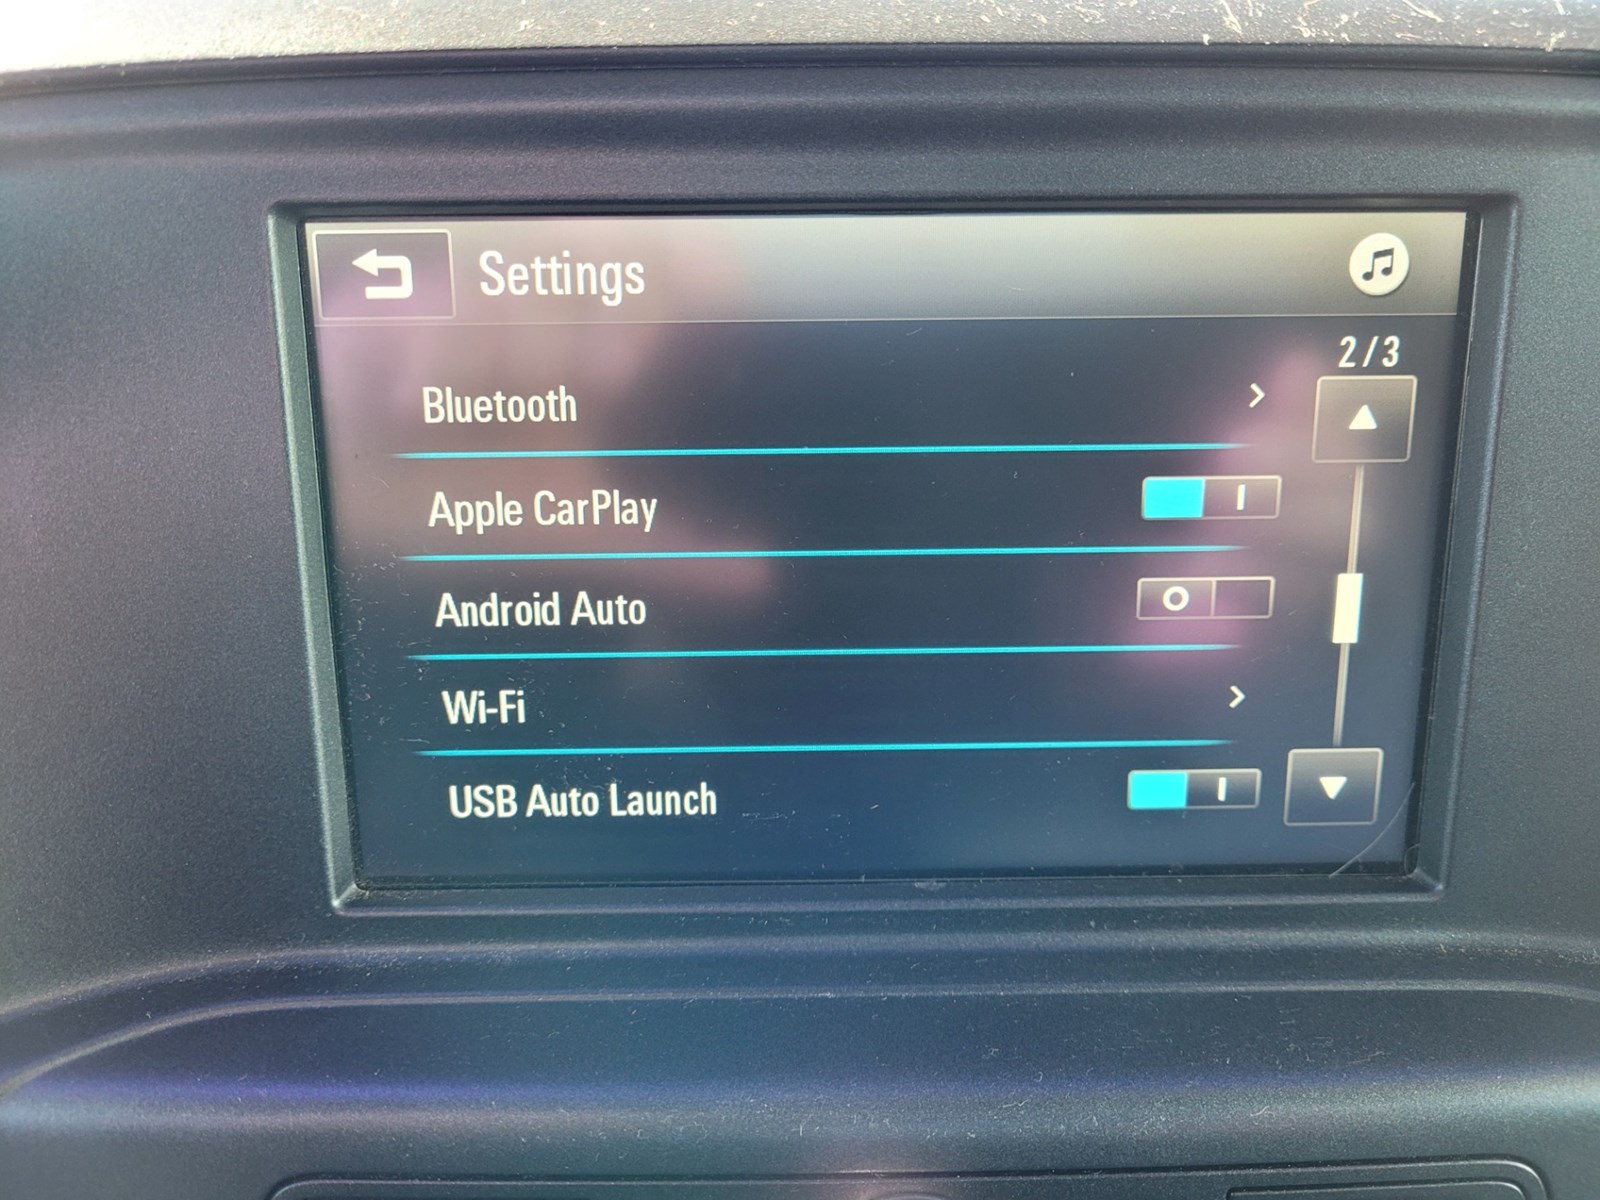 Settings
2/3
Bluetooth
Apple CarPlay
Android Auto
Wi-Fi
USB Auto Launch